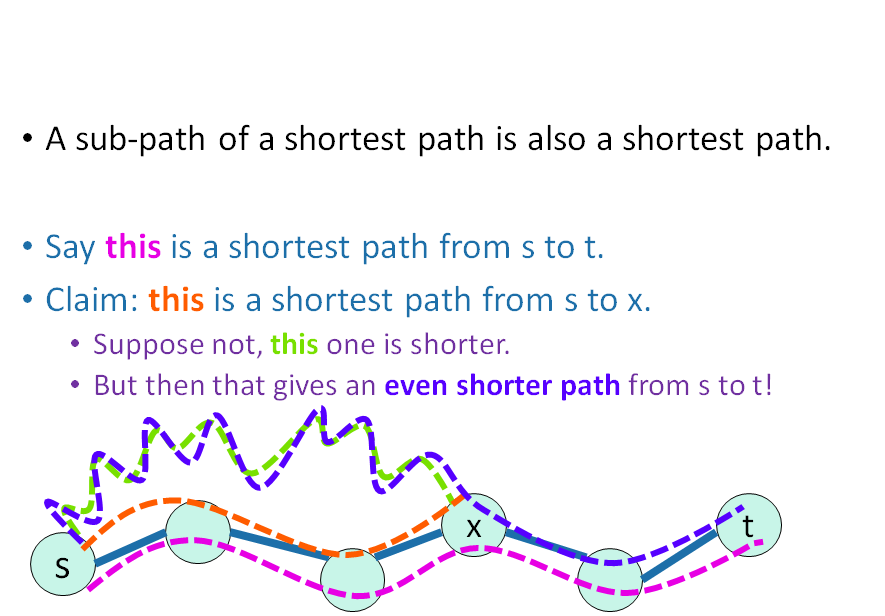 • A sub-path of a shortest path is also a shortest path.
• Say this is a shortest path from s to t.
• Claim: this is a shortest path from s to x.
• Suppose not, this one is shorter.
• But then that gives an even shorter path from s to t!
s
x
t